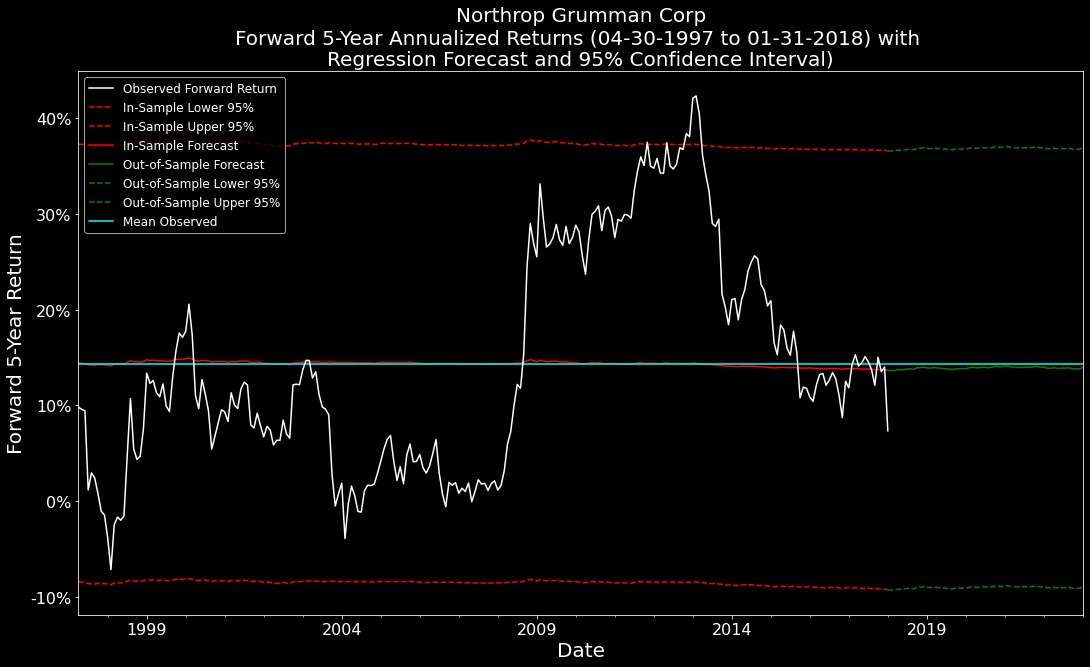 Northrop Grumman Corp
Forward 5-Year Annualized Returns (04-30-1997 to 01-31-2018) with
Regression Forecast and 95% Confidence Interval)
Observed Forward Return
In-Sample Lower 95%
In-Sample Upper 95%
In-Sample Forecast
Out-of-Sample Forecast
Out-of-Sample Lower 95%
Out-of-Sample Upper 95%
Mean Observed
Forward 5-Year Return
40%
30%
20%
10%
0%
-10%
1999
2004
2009
2014
2019
Date